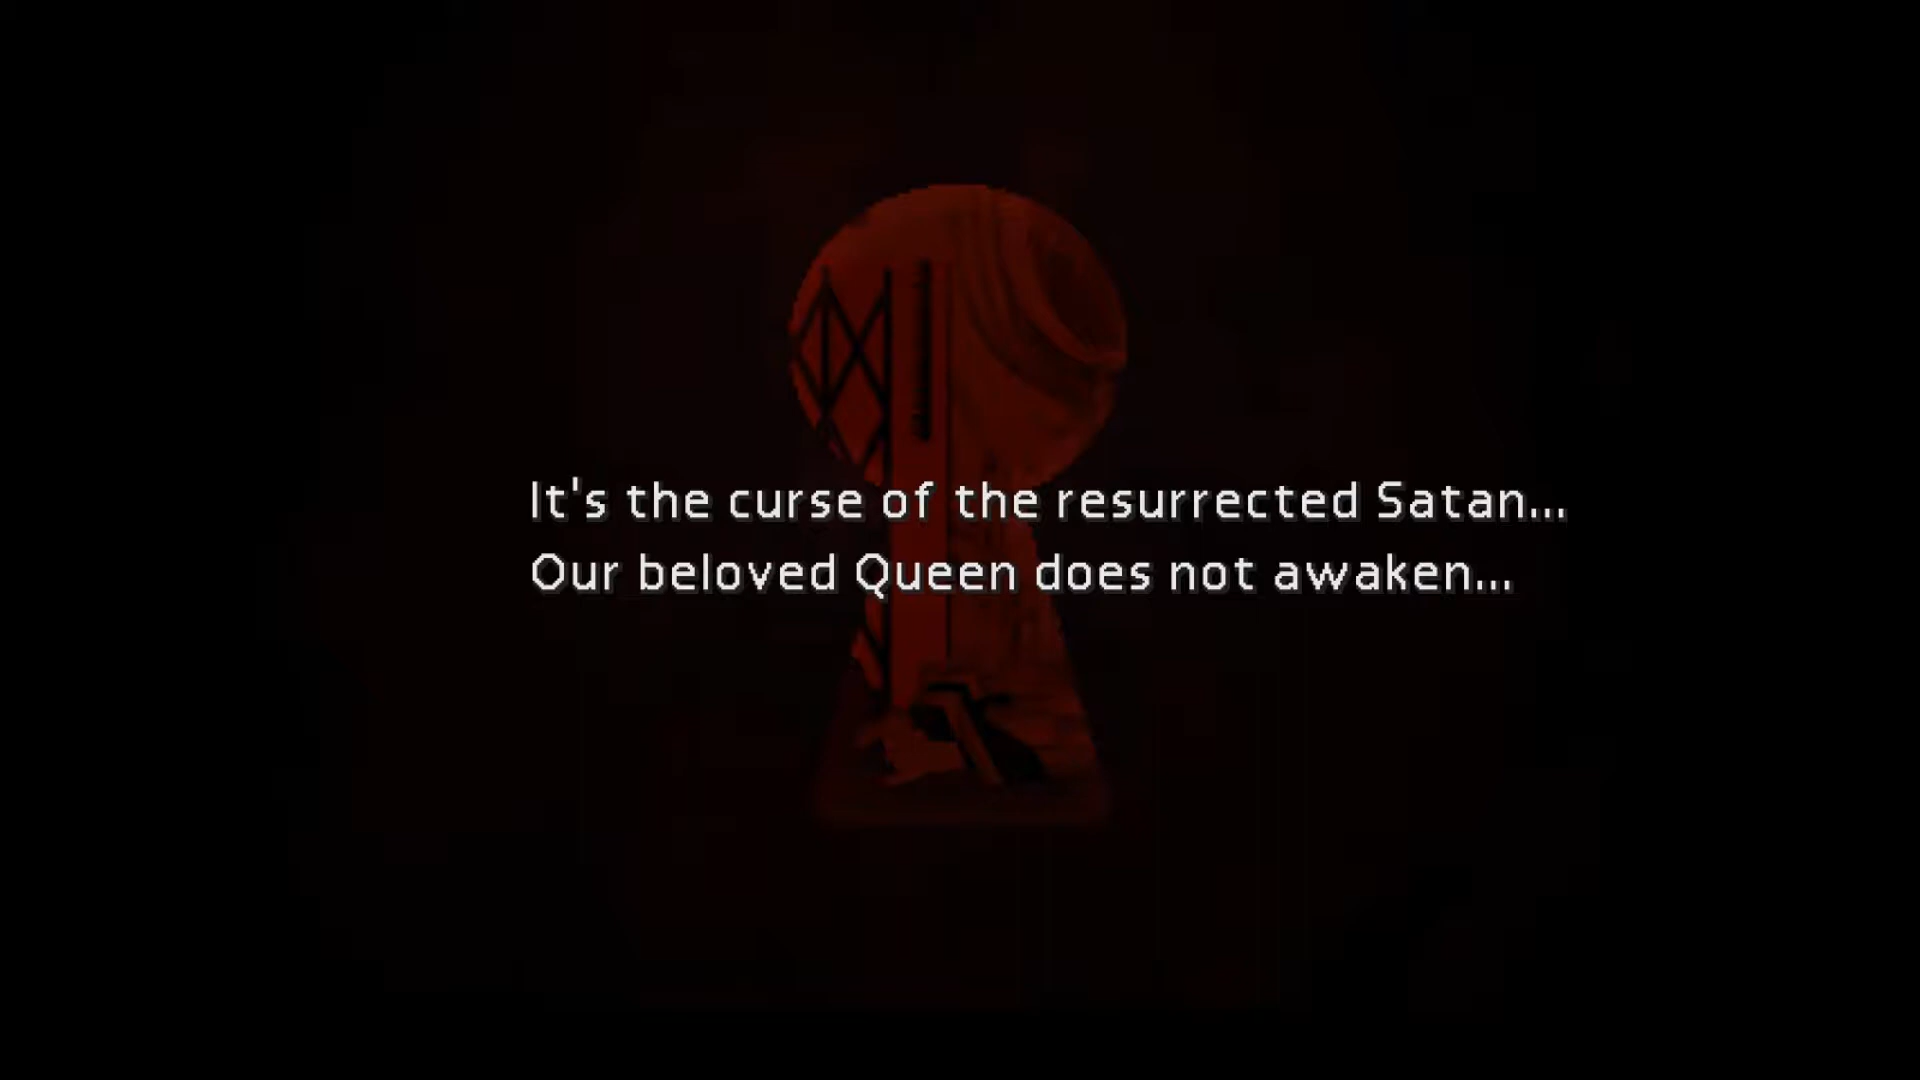 It's the curse of the resurrected Satan...
Our beloved Queen does not awaken...